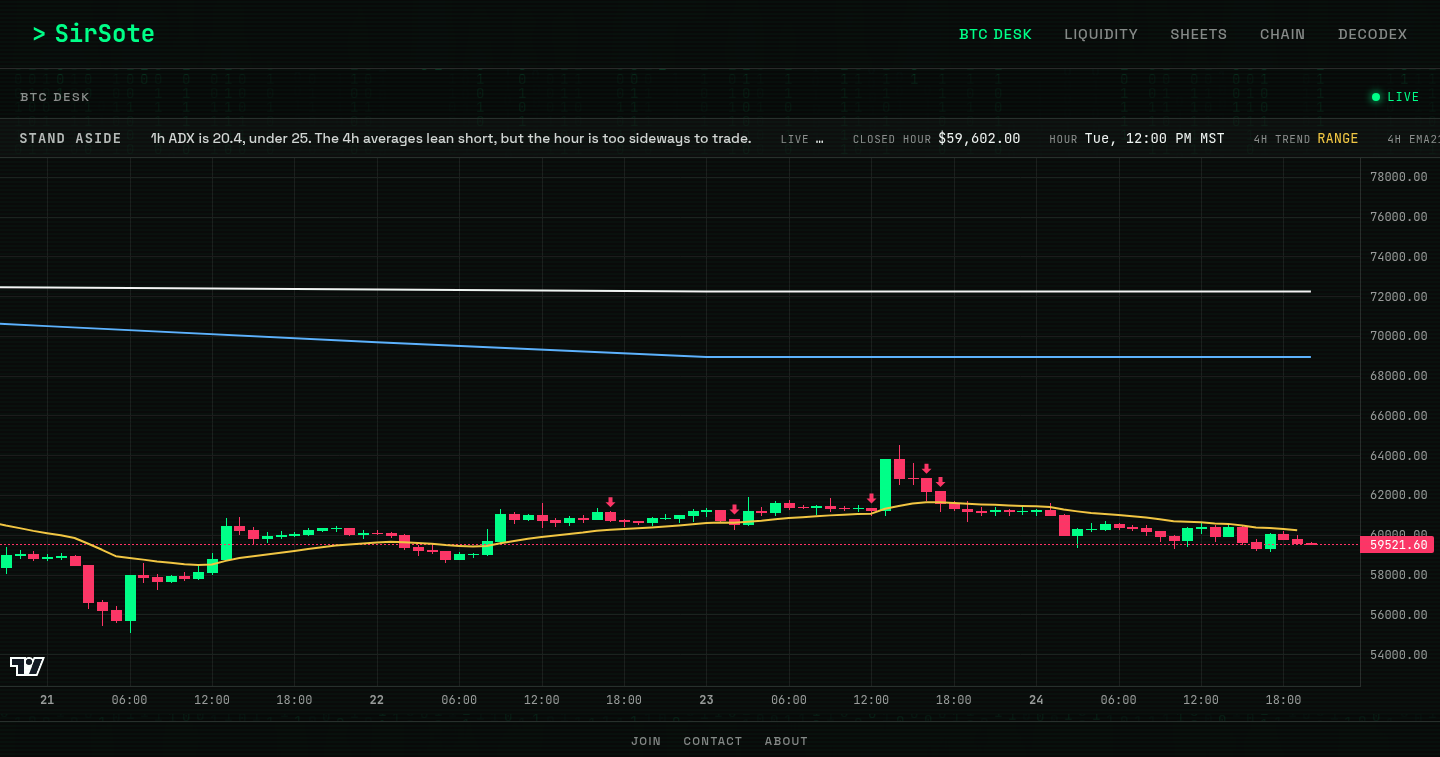 > SirSote
BTC DESK LIQUIDITY SHEETS CHAIN DECODEX
BTC DESK
LIVE
STAND ASIDE 1h ADX is 20.4, under 25. The 4h averages lean short, but the hour is too sideways to trade. LIVE … CLOSED HOUR $59,602.00 HOUR Tue, 12:00 PM MST 4H TREND RANGE 4H
78000.00
76000.00
74000.00
72000.00
70000.00
68000.00
66000.00
64000.00
62000.00
59521.60
58000.00
56000.00
54000.00
21 06:00 12:00 18:00 22 06:00 12:00 18:00 23 06:00 12:00 18:00 24 06:00 12:00 18:00
JOIN CONTACT ABOUT